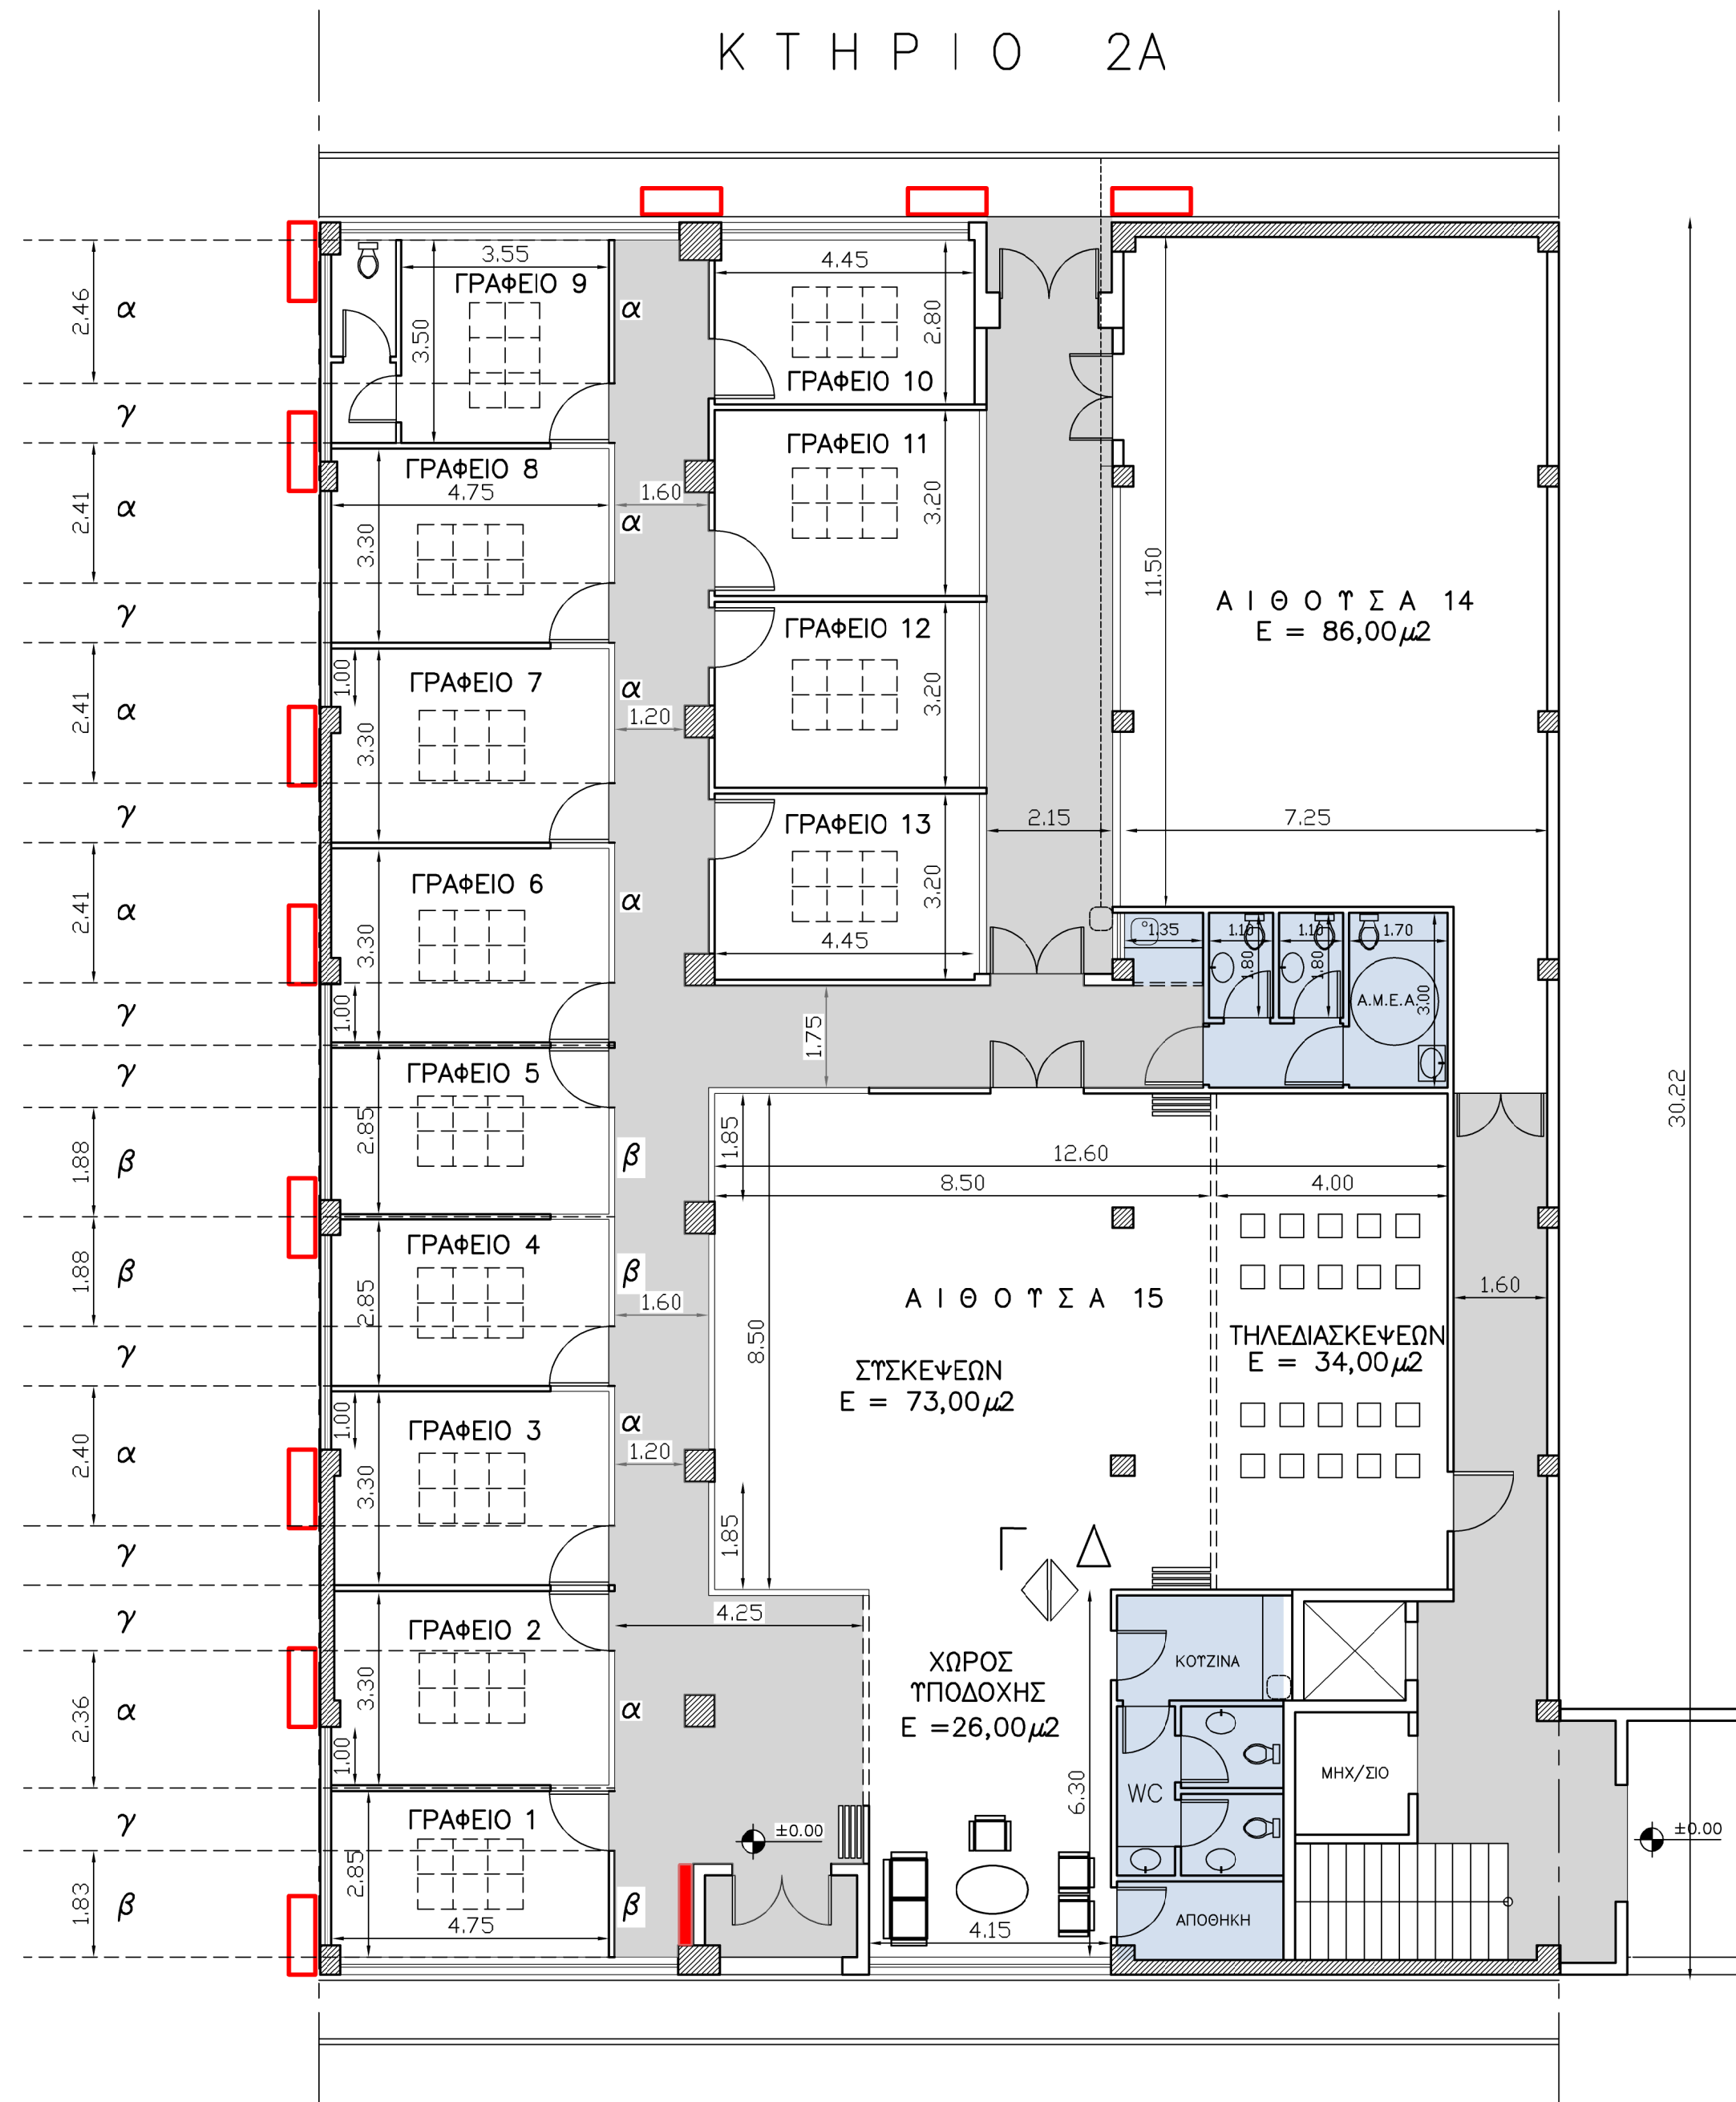 ΚΤΗΡΙΟ 2Α
3.55
ΓΡΑΦΕΙΟ 9
3.50
2.46
α
α
4.45
2.80
ΓΡΑΦΕΙΟ 10
γ
ΓΡΑΦΕΙΟ 8
4.75
3.30
2.41
α
1.60
α
ΓΡΑΦΕΙΟ 11
3.20
11.50
ΑΙΘΟΥΣΑ 14
Ε = 86,00μ2
γ
ΓΡΑΦΕΙΟ 7
1.00
3.30
2.41
α
α
1.20
ΓΡΑΦΕΙΟ 12
3.20
γ
ΓΡΑΦΕΙΟ 13
3.20
4.45
2.15
7.25
ΓΡΑΦΕΙΟ 6
3.30
1.00
2.41
α
α
γ
1.35
1.10
1.10
1.70
1.80
1.80
Α.Μ.Ε.Α.
3.00
1.75
γ
ΓΡΑΦΕΙΟ 5
2.85
1.88
β
β
1.85
12.60
8.50
4.00
30.22
ΓΡΑΦΕΙΟ 4
2.85
1.88
β
β
1.60
γ
8.50
ΑΙΘΟΥΣΑ 15
1.60
ΤΗΛΕΔΙΑΣΚΕΨΕΩΝ
Ε = 34,00μ2
ΣΥΣΚΕΨΕΩΝ
Ε = 73,00μ2
1.00
ΓΡΑΦΕΙΟ 3
3.30
2.40
α
α
1.20
1.85
γ
Γ
Δ
γ
ΓΡΑΦΕΙΟ 2
3.30
1.00
2.36
α
α
4.25
ΧΩΡΟΣ
ΥΠΟΔΟΧΗΣ
Ε =26,00μ2
ΚΟΥΖΙΝΑ
6.30
WC
ΜΗΧ/ΣΙΟ
γ
ΓΡΑΦΕΙΟ 1
2.85
±0.00
±0.00
1.83
β
4.75
β
4.15
ΑΠΟΘΗΚΗ